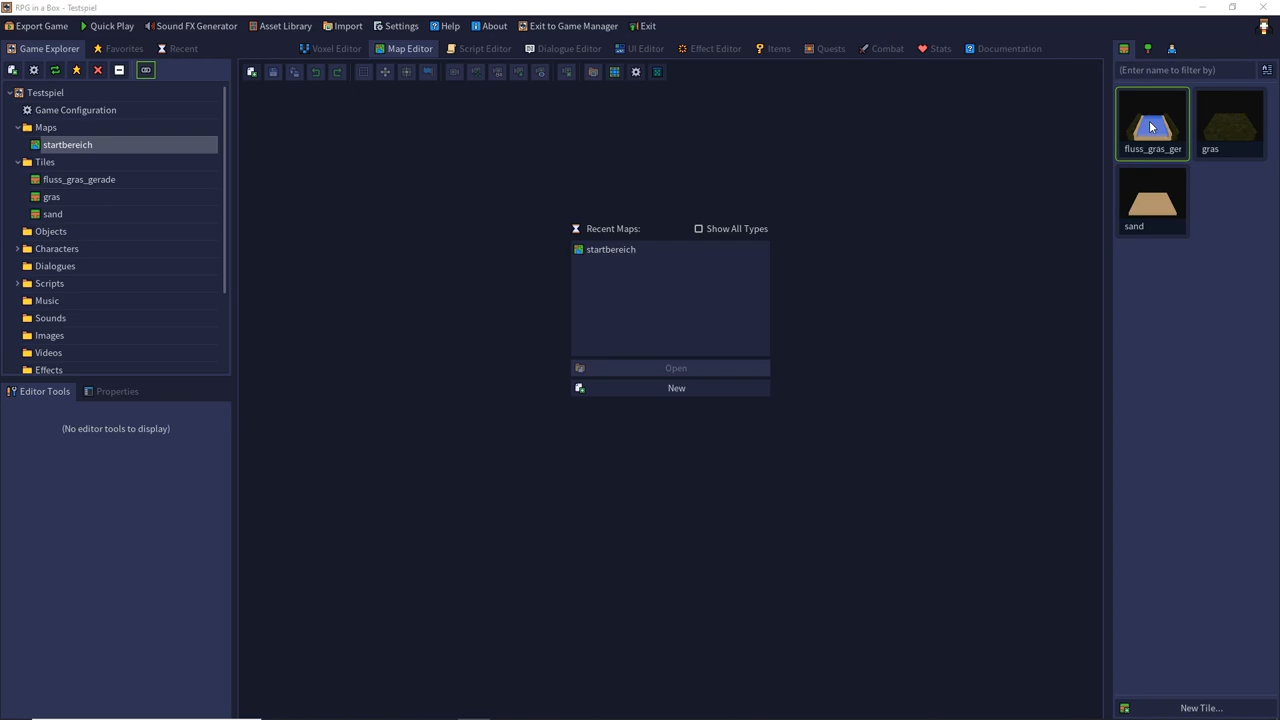 RPG in a Box - Testspiel
Export Game Quick Play Sound FX Generator Asset Library Import Settings Help About Exit to Game Manager Exit
Game Explorer Favorites Recent Voxel Editor Map Editor Script Editor Dialogue Editor UI Editor Effect Editor Items Quests Combat Stats Documentation
(Enter name to filter by)
Testspiel
Game Configuration
Maps
startbereich
Tiles
fluss_gras_gerade
gras
sand
Objects
Characters
Dialogues
Scripts
Music
Sounds
Images
Videos
Effects
Editor Tools Properties
(No editor tools to display)
Recent Maps: Show All Types
startbereich
Open
New
fluss_gras_ger gras
sand
New Tile...